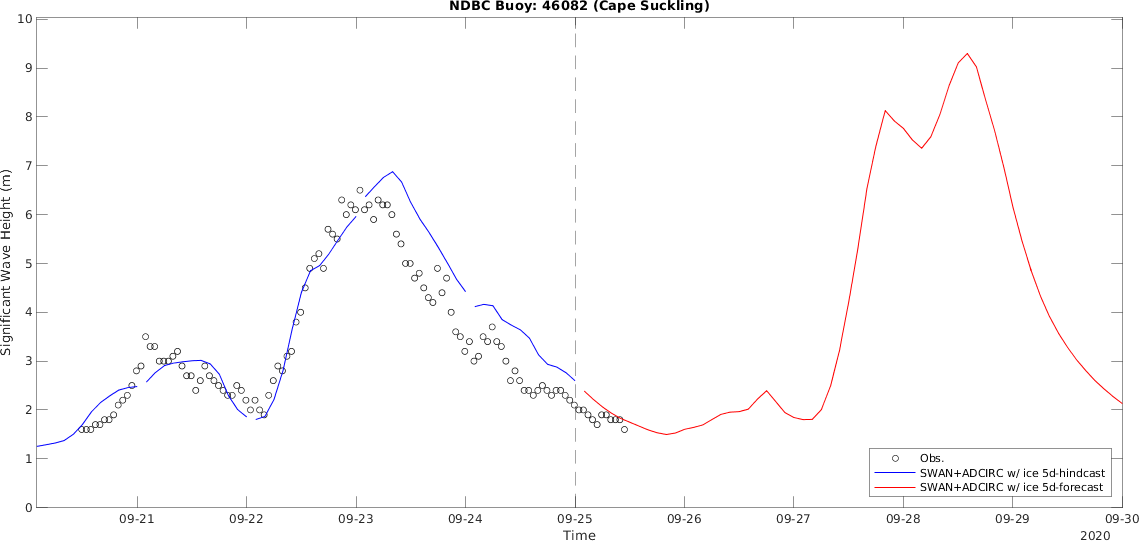 NDBC Buoy: 46082 (Cape Suckling)
10
9
8
7
6
5
4
3
2
1
0
Significant Wave Height (m)
Obs.
SWAN+ADCIRC w/ ice 5d-hindcast
SWAN+ADCIRC w/ ice 5d-forecast
09-21 09-22 09-23 09-24 09-25 09-26 09-27 09-28 09-29 09-30
Time
2020